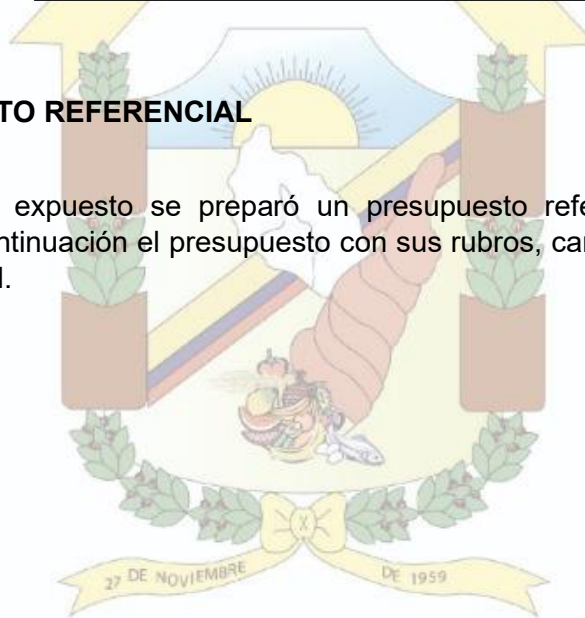 TO REFERENCIAL
expuesto se preparó un presupuesto refe
ntinuación el presupuesto con sus rubros, ca
l.
X
27 DE NOVIEMBRE DE 1959